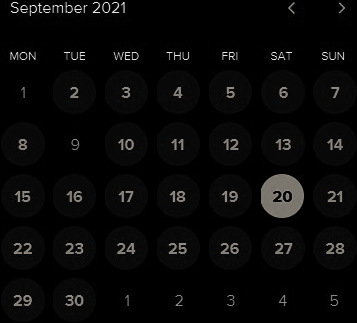 September 2021
MON TUE WED THU FRI SAT SUN
1 2 3 4 5 6 7
8 9 10 11 12 13 14
15 16 17 18 19 20 21
22 23 24 25 26 27 28
29 30 1 2 3 4 5